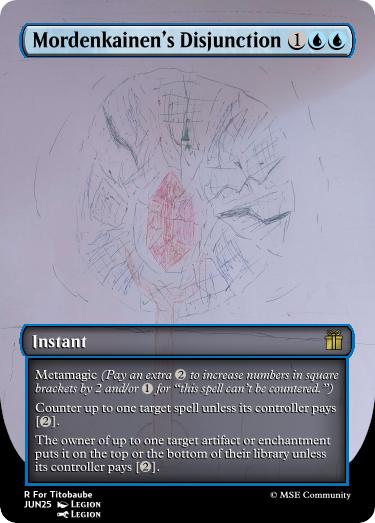 Mordenkainen's Disjunction 1
Instant
Metamagic (Pay an extra 2 to increase numbers in square
brackets by 2 and/or 1 for "this spell can't be countered.")
Counter up to one target spell unless its controller pays
[2].
The owner of up to one target artifact or enchantment
puts it on the top or the bottom of their library unless
its controller pays [2].
R For Titobaube
JUN25 Legion
Legion
© MSE Community